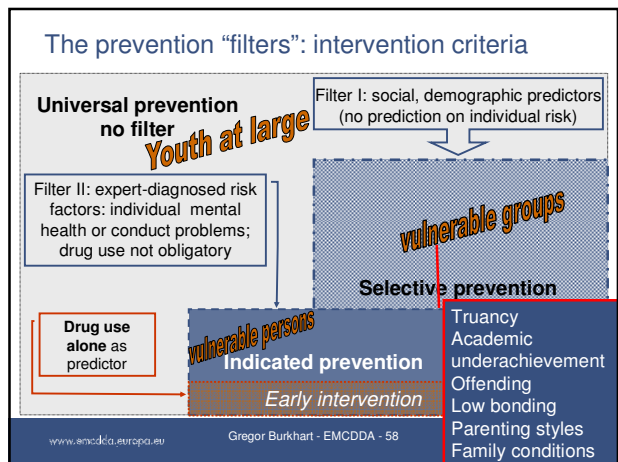 The prevention “filters”: intervention criteria
Universal prevention
no filter
Youth at large
Filter I: social, demographic predictors
(no prediction on individual risk)
Filter II: expert-diagnosed risk
factors: individual mental
health or conduct problems;
drug use not obligatory
vulnerable groups
Selective prevention
Drug use
alone as
predictor
vulnerable persons
Indicated prevention
Early intervention
Truancy
Academic
underachievement
Offending
Low bonding
Parenting styles
Family conditions
www.emcdda.europa.eu
Gregor Burkhart - EMCDDA - 58